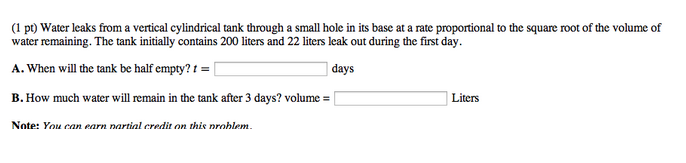 (1 pt) Water leaks from a vertical cylindrical tank through a small hole in its base at a rate proportional to the square root of the volume of
water remaining. The tank initially contains 200 liters and 22 liters leak out during the first day.
A. When will the tank be half empty? t = days
B. How much water will remain in the tank after 3 days? volume = Liters
Note: You can earn partial credit on this problem.